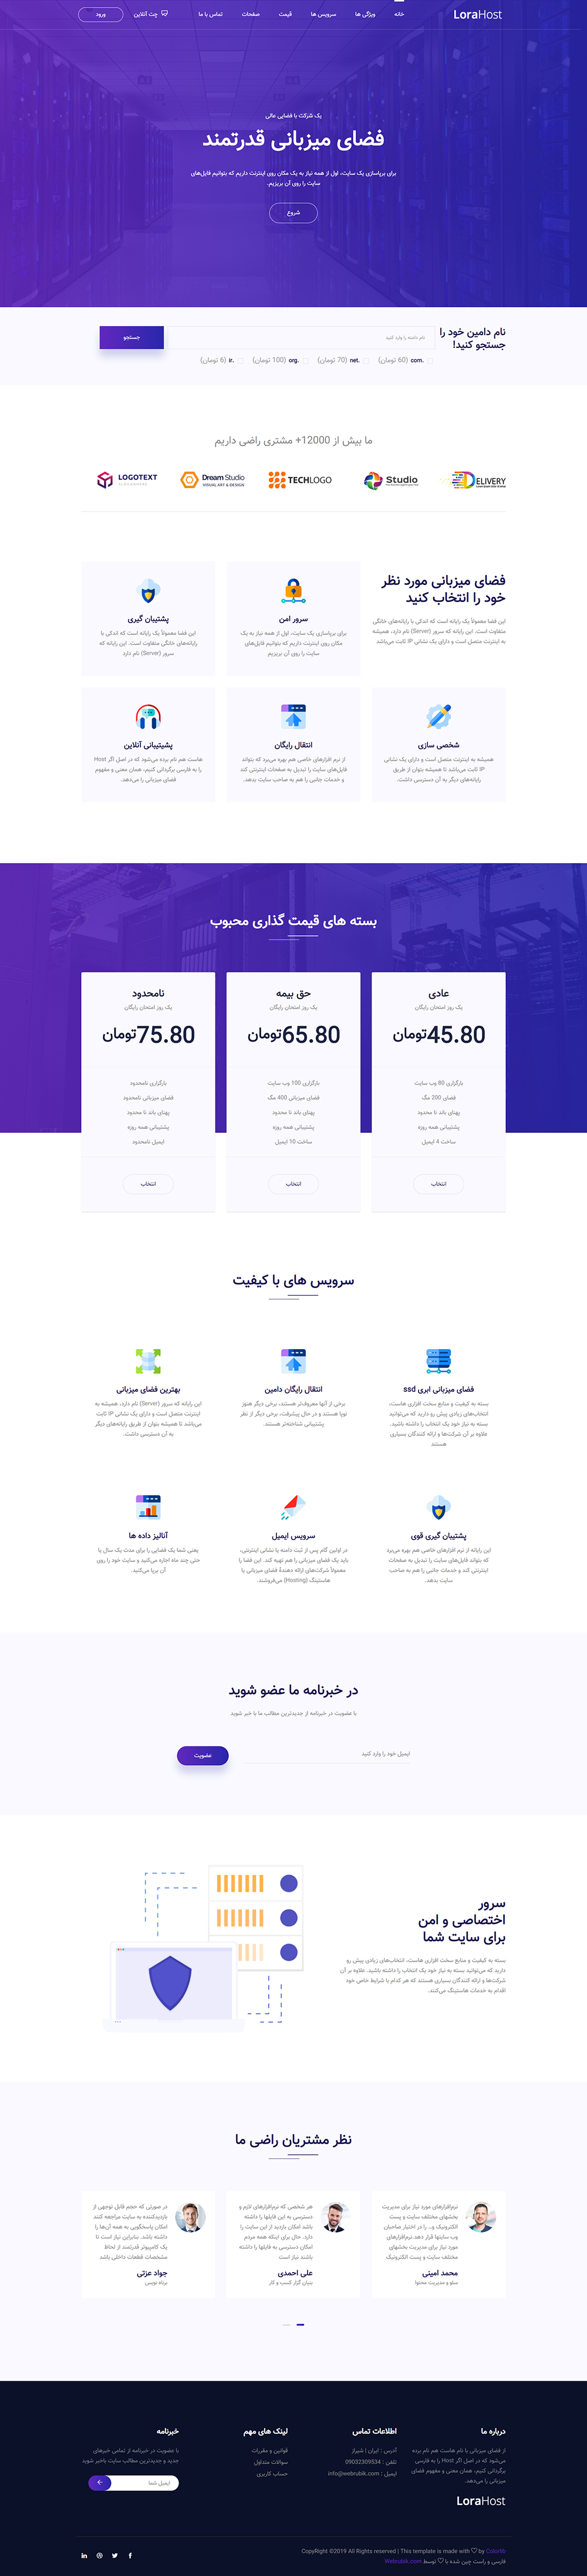 LoraHost
خانه
ویژگی ها
سرویس ها
قیمت
صفحات
تماس با ما
چت آنلاین
ورود
یک شرکت با فضایی عالی
فضای میزبانی قدرتمند
برای برپاسازی یک سایت، اول از همه نیاز به یک مکان روی اینترنت داریم که بتوانیم فایل‌های
سایت را روی آن بریزیم.
شروع
نام دامین خود را
جستجو کنید!
نام دامنه را وارد کنید
جستجو
.com (60 تومان)
.net (70 تومان)
.org (100 تومان)
.ir (6 تومان)
ما بیش از 12000+ مشتری راضی داریم
LOGOTEXT
Dream Studio
VISUAL ART & DESIGN
TECHLOGO
Studio
DELIVERY
فضای میزبانی مورد نظر
خود را انتخاب کنید
این فضا معمولاً یک رایانه است که اندکی با رایانه‌های خانگی
متفاوت است. این رایانه که سرور (Server) نام دارد، همیشه
به اینترنت متصل است و دارای یک نشانی IP ثابت می‌باشد
سرور امن
برای برپاسازی یک سایت، اول از همه نیاز به یک
مکان روی اینترنت داریم که بتوانیم فایل‌های
سایت را روی آن بریزیم
پشتیبان گیری
این فضا معمولاً یک رایانه است که اندکی با
رایانه‌های خانگی متفاوت است. این رایانه که
سرور (Server) نام دارد
شخصی سازی
همیشه به اینترنت متصل است و دارای یک نشانی
IP ثابت می‌باشد تا همیشه بتوان از طریق
رایانه‌های دیگر به آن دسترسی داشت.
انتقال رایگان
از نرم افزارهای خاصی هم بهره می‌برد که بتواند
فایل‌های سایت را تبدیل به صفحات اینترنتی کند
و خدمات جانبی را هم به صاحب سایت بدهد.
پشتیبانی آنلاین
هاست هم نام برده می‌شود که در اصل اگر Host
را به فارسی برگردانی کنیم، همان معنی و مفهوم
فضای میزبانی را می‌دهد.
بسته های قیمت گذاری محبوب
عادی
یک روز امتحان رایگان
45.80تومان
بارگزاری 80 وب سایت
فضای 200 مگ
پهنای باند نا محدود
پشتیبانی همه روزه
ساخت 4 ایمیل
انتخاب
حق بیمه
یک روز امتحان رایگان
65.80تومان
بارگزاری 100 وب سایت
فضای میزبانی 400 مگ
پهنای باند نا محدود
پشتیبانی همه روزه
ساخت 10 ایمیل
انتخاب
نامحدود
یک روز امتحان رایگان
75.80تومان
بارگزاری نامحدود
فضای میزبانی نامحدود
پهنای باند نا محدود
پشتیبانی همه روزه
ایمیل نامحدود
انتخاب
سرویس های با کیفیت
فضای میزبانی ابری ssd
بسته به کیفیت و منابع سخت افزاری هاست،
انتخاب‌های زیادی پیش رو دارید که می‌توانید
بسته به نیاز خود یک انتخاب را داشته باشید.
علاوه بر آن شرکت‌ها و ارائه کنندگان بسیاری
هستند
انتقال رایگان دامین
برخی از آنها معروف‌تر هستند، برخی دیگر هنوز
نوپا هستند و در حال پیشرفت، برخی دیگر از نظر
پشتیبانی شناخته‌تر هستند.
بهترین فضای میزبانی
این رایانه که سرور (Server) نام دارد، همیشه به
اینترنت متصل است و دارای یک نشانی IP ثابت
می‌باشد تا همیشه بتوان از طریق رایانه‌های دیگر
به آن دسترسی داشت.
پشتیبان گیری قوی
این رایانه از نرم افزارهای خاصی هم بهره می‌برد
که بتواند فایل‌های سایت را تبدیل به صفحات
اینترنتی کند و خدمات جانبی را هم به صاحب
سایت بدهد.
سرویس ایمیل
در اولین گام پس از ثبت دامنه یا نشانی اینترنتی،
باید یک فضای میزبانی را هم تهیه کند. این فضا را
معمولاً شرکت‌های ارائه دهندهٔ فضای میزبانی یا
هاستینگ (Hosting) می‌فروشند.
آنالیز داده ها
یعنی شما یک فضایی را برای مدت یک سال یا
حتی چند ماه اجاره می‌کنید و سایت خود را روی
آن برپا می‌کنید.
در خبرنامه ما عضو شوید
با عضویت در خبرنامه از جدیدترین مطالب ما با خبر شوید
ایمیل خود را وارد کنید
عضویت
سرور
اختصاصی و امن
برای سایت شما
بسته به کیفیت و منابع سخت افزاری هاست، انتخاب‌های زیادی پیش رو
دارید که می‌توانید بسته به نیاز خود یک انتخاب را داشته باشید. علاوه بر آن
شرکت‌ها و ارائه کنندگان بسیاری هستند که هر کدام با شرایط خاص خود
اقدام به خدمات هاستینگ می‌کنند.
نظر مشتریان راضی ما
نرم‌افزارهای مورد نیاز برای مدیریت
بخشهای مختلف سایت و پست
الکترونیک و... را در اختیار صاحبان
وب سایتها قرار دهد نرم‌افزارهای
مورد نیاز برای مدیریت بخشهای
مختلف سایت و پست الکترونیک
محمد امینی
سئو و مدیریت محتوا
هر شخصی که نرم‌افزارهای لازم و
دسترسی به این فایلها را داشته
باشد امکان بازدید از این سایت را
دارد. حال برای اینکه همه مردم
امکان دسترسی به فایلها را داشته
باشند نیاز است
علی احمدی
بنیان گزار کسب و کار
در صورتی که حجم قابل توجهی از
بازدیدکننده به سایت مراجعه کنند
امکان پاسخگویی به همه آن‌ها را
داشته باشد. بنابراین نیاز است تا
یک کامپیوتر قدرتمند از لحاظ
مشخصات قطعات داخلی باشد
جواد عزتی
برناه نویس
درباره ما
از فضای میزبانی با نام هاست هم نام برده
می‌شود که در اصل اگر Host را به فارسی
برگردانی کنیم، همان معنی و مفهوم فضای
میزبانی را می‌دهد.
LoraHost
اطلاعات تماس
آدرس : ایران | شیراز
تلفن : 09032309534
ایمیل : info@webrubik.com
لینک های مهم
قوانین و مقررات
سوالات متداول
حساب کاربری
خبرنامه
با عضویت در خبرنامه از تمامی خبرهای
جدید و جدیدترین مطالب سایت باخبر شوید
ایمیل شما
CopyRight ©2019 All Rights reserved | This template is made with by Colorlib
فارسی و راست چین شده با توسط Webrubik.com